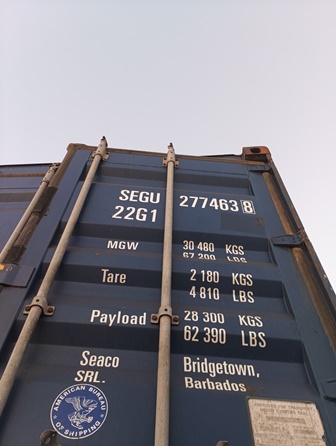 SEGU 277463 8
22G1
MGW 30 480 KGS
67 200 LBS
Tare 2 180 KGS
4 810 LBS
Payload 28 300 KGS
62 390 LBS
Seaco Bridgetown,
SRL. Barbados
AMERICAN BUREAU
OF SHIPPING